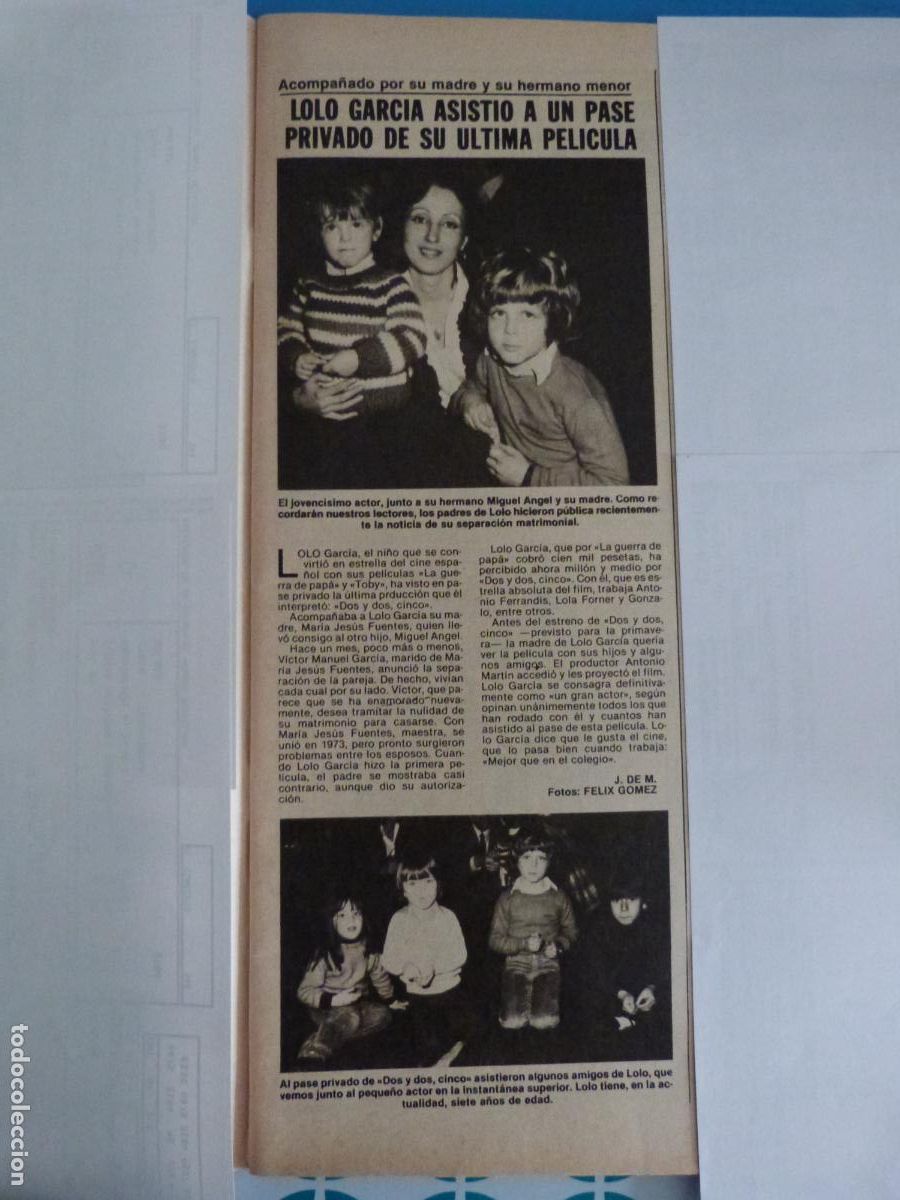 Acompañado por su madre y su hermano menor
LOLO GARCIA ASISTIO A UN PASE
PRIVADO DE SU ULTIMA PELICULA
El jovencísimo actor, junto a su hermano Miguel Angel y su madre. Como re-
cordarán nuestros lectores, los padres de Lolo hicieron pública recientemen-
te la noticia de su separación matrimonial.
LOLO García, el niño que se con-
virtió en estrella del cine espa-
ñol con sus películas «La gue-
rra de papá» y «Toby», ha visto en pa-
se privado la última prducción que él
interpretó: «Dos y dos, cinco».
Acompañaba a Lolo García su ma-
dre, María Jesús Fuentes, quien lle-
vó consigo al otro hijo, Miguel Angel.
Hace un mes, poco más o menos,
Víctor Manuel García, marido de Ma-
ría Jesús Fuentes, anunció la sepa-
ración de la pareja. De hecho, vivían
cada cual por su lado. Víctor, que pa-
rece que se ha enamorado nueva-
mente, desea tramitar la nulidad de
su matrimonio para casarse. Con
María Jesús Fuentes, maestra, se
unió en 1973, pero pronto surgieron
problemas entre los esposos. Cuan-
do Lolo García hizo la primera pe-
lícula, el padre se mostraba casi
contrario, aunque dio su autoriza-
ción.
Lolo García, que por «La guerra de
papá» cobró cien mil pesetas, ha
percibido ahora millón y medio por
«Dos y dos, cinco». Con él, que es es-
trella absoluta del film, trabaja Anto-
nio Ferrandis, Lola Forner y Gonza-
lo, entre otros.
Antes del estreno de «Dos y dos,
cinco» —previsto para la primave-
ra— la madre de Lolo García quería
ver la película con sus hijos y algu-
nos amigos. El productor Antonio
Martín accedió y les proyectó el film.
Lolo García se consagra definitiva-
mente como «un gran actor», según
opinan unánimemente todos los que
han rodado con él y cuantos han
asistido al pase de esta película. Lo-
lo García dice que le gusta el cine,
que lo pasa bien cuando trabaja:
«Mejor que en el colegio».
J. DE M.
Fotos: FELIX GOMEZ
Al pase privado de «Dos y dos, cinco» asistieron algunos amigos de Lolo, que
vemos junto al pequeño actor en la instantánea superior. Lolo tiene, en la ac-
tualidad, siete años de edad.
todocoleccion